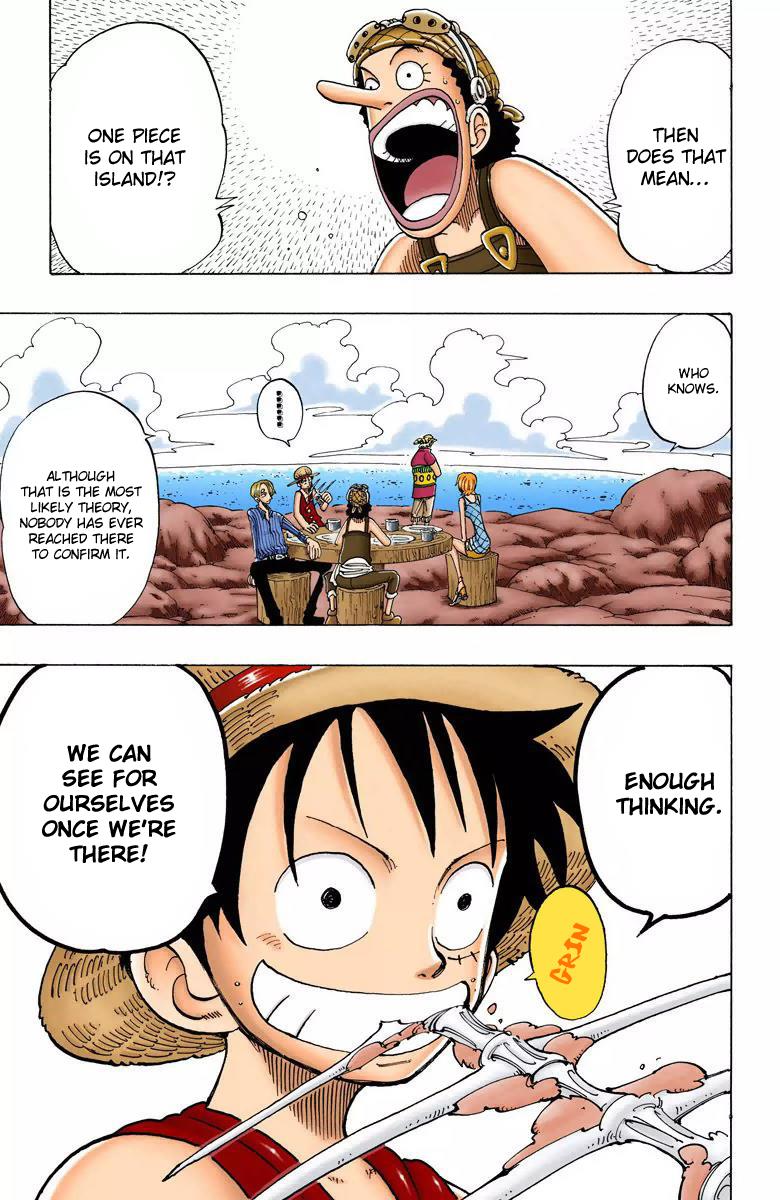 THEN
DOES THAT
MEAN...
ONE PIECE
IS ON THAT
ISLAND!?
WHO
KNOWS.
ALTHOUGH
THAT IS THE MOST
LIKELY THEORY,
NOBODY HAS EVER
REACHED THERE
TO CONFIRM IT.
ENOUGH
THINKING.
WE CAN
SEE FOR
OURSELVES
ONCE WE'RE
THERE!
GRIN